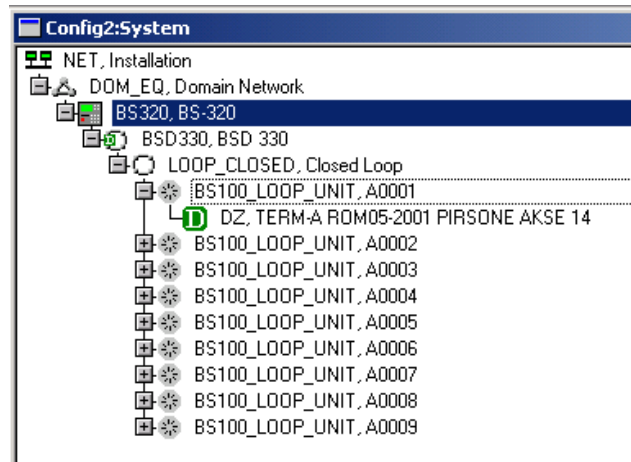 Config2:System
NET, Installation
DOM_EQ, Domain Network
BS320, BS-320
D BSD330, BSD 330
LOOP_CLOSED, Closed Loop
BS100_LOOP_UNIT, A0001
D DZ, TERM-A ROM05-2001 PIRSONE AKSE 14
BS100_LOOP_UNIT, A0002
BS100_LOOP_UNIT, A0003
BS100_LOOP_UNIT, A0004
BS100_LOOP_UNIT, A0005
BS100_LOOP_UNIT, A0006
BS100_LOOP_UNIT, A0007
BS100_LOOP_UNIT, A0008
BS100_LOOP_UNIT, A0009